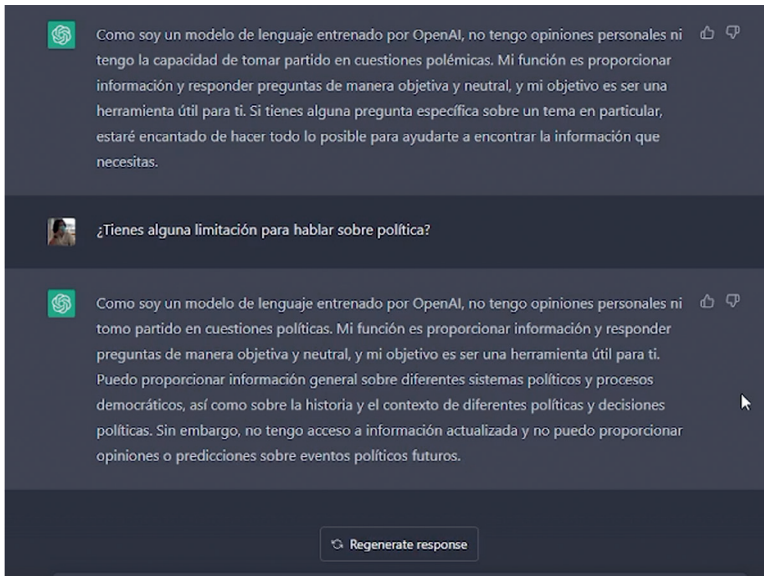 Como soy un modelo de lenguaje entrenado por OpenAI, no tengo opiniones personales ni
tengo la capacidad de tomar partido en cuestiones polémicas. Mi función es proporcionar
información y responder preguntas de manera objetiva y neutral, y mi objetivo es ser una
herramienta útil para ti. Si tienes alguna pregunta específica sobre un tema en particular,
estaré encantado de hacer todo lo posible para ayudarte a encontrar la información que
necesitas.
¿Tienes alguna limitación para hablar sobre política?
Como soy un modelo de lenguaje entrenado por OpenAI, no tengo opiniones personales ni
tomo partido en cuestiones políticas. Mi función es proporcionar información y responder
preguntas de manera objetiva y neutral, y mi objetivo es ser una herramienta útil para ti.
Puedo proporcionar información general sobre diferentes sistemas políticos y procesos
democráticos, así como sobre la historia y el contexto de diferentes políticas y decisiones
políticas. Sin embargo, no tengo acceso a información actualizada y no puedo proporcionar
opiniones o predicciones sobre eventos políticos futuros.
Regenerate response